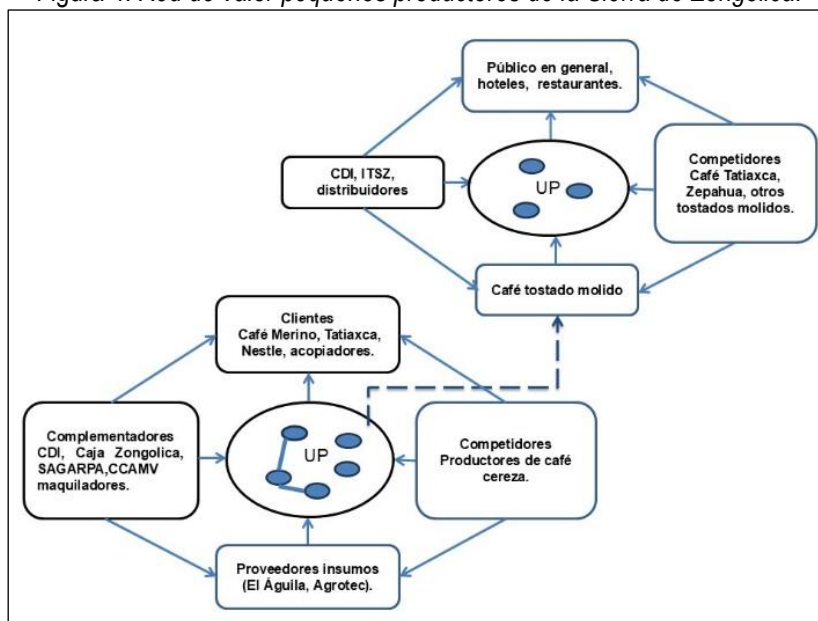 Figura 4. Red de valor pequeños productores de la Sierra de Zongolica.
Público en general,
hoteles, restaurantes.
CDI, ITSZ,
distribuidores
UP
Competidores
Café Tatiaxca,
Zepahua, otros
tostados molidos.
Café tostado molido
Clientes
Café Merino, Tatiaxca,
Nestle, acopiadores.
Complementadores
CDI, Caja Zongolica,
SAGARPA,CCAMV
maquiladores.
UP
Competidores
Productores de café
cereza.
Proveedores insumos
(El Águila, Agrotec).